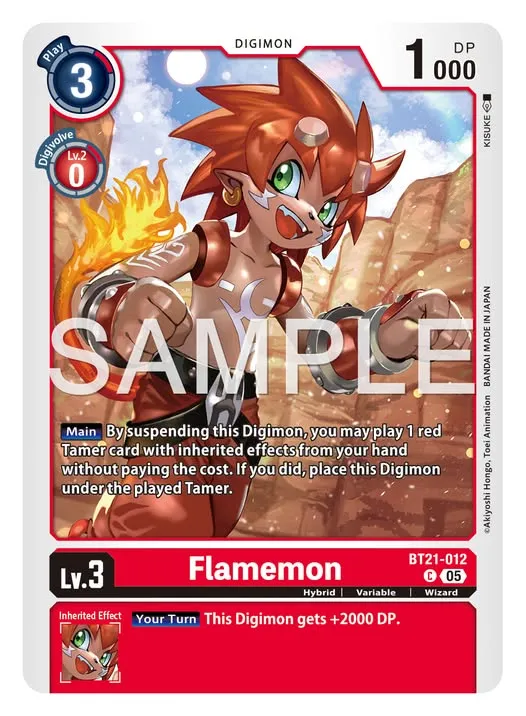 DIGIMON
Play
3
1000
DP
Digivolve
Lv.2
0
KISUKE
SAMPLE
Main By suspending this Digimon, you may play 1 red
Tamer card with inherited effects from your hand
without paying the cost. If you did, place this Digimon
under the played Tamer.
©Akiyoshi Hongo, Toei Animation BANDAI MADE IN JAPAN
Lv.3
Flamemon
BT21-012
C 05
Hybrid | Variable | Wizard
Inherited Effect
Your Turn This Digimon gets +2000 DP.